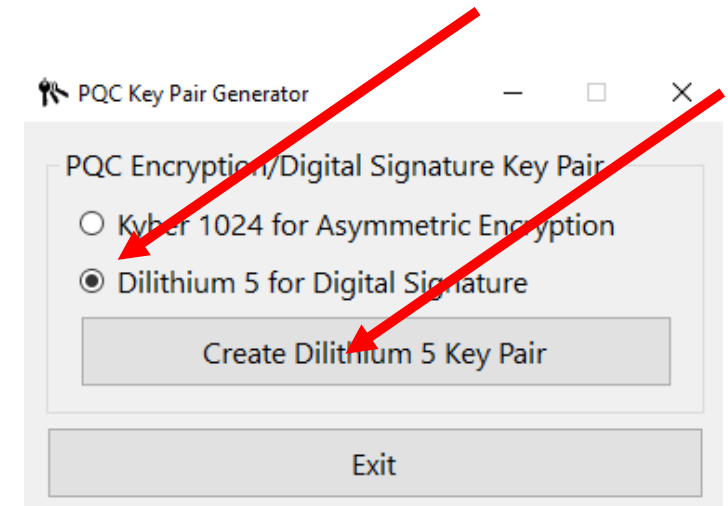 PQC Key Pair Generator
PQC Encryption/Digital Signature Key Pair
Kyber 1024 for Asymmetric Encryption
Dilithium 5 for Digital Signature
Create Dilithium 5 Key Pair
Exit